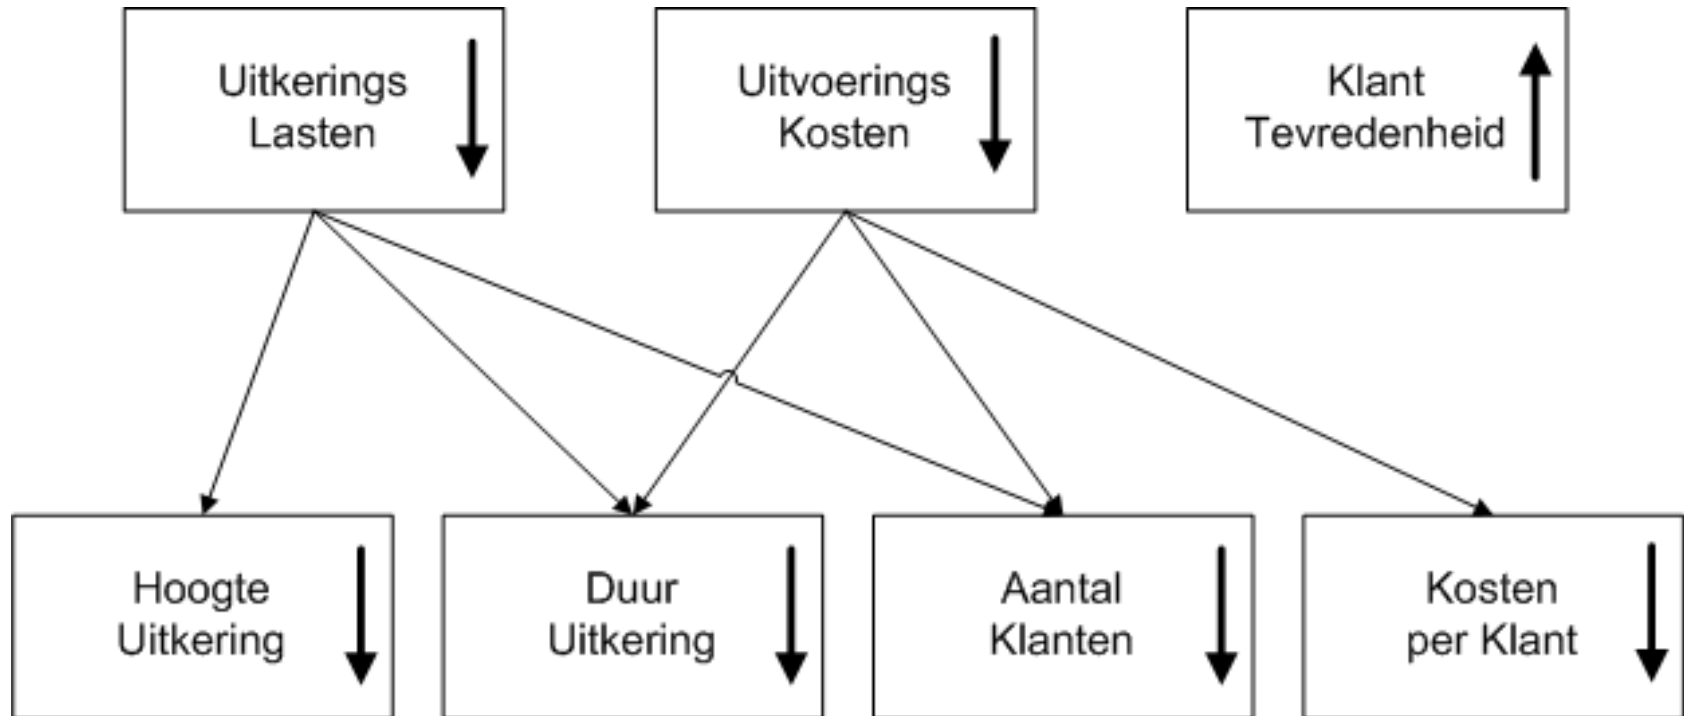 Uitkerings
Lasten
Uitvoerings
Kosten
Klant
Tevredenheid
Hoogte
Uitkering
Duur
Uitkering
Aantal
Klanten
Kosten
per Klant